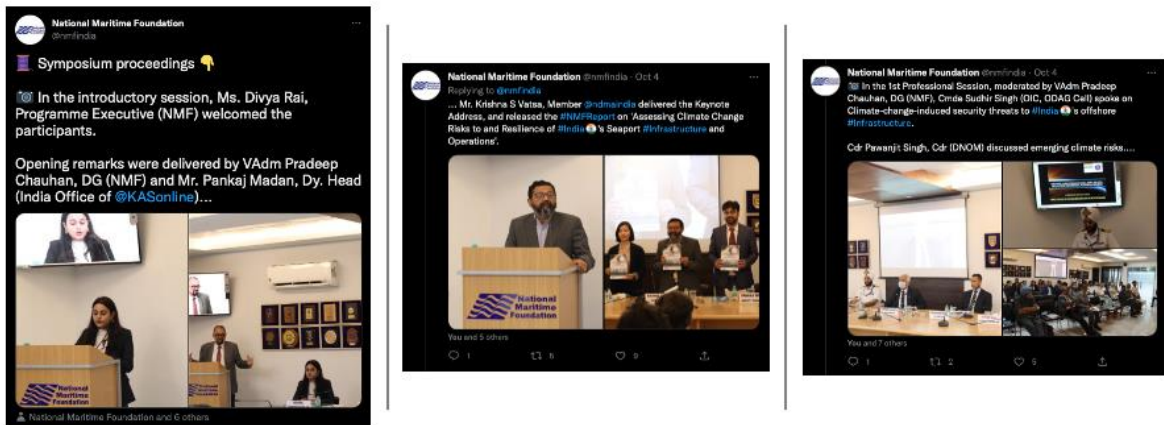 National Maritime Foundation
@nmfindia
🧵 Symposium proceedings 👇
📷 In the introductory session, Ms. Divya Rai,
Programme Executive (NMF) welcomed the
participants.
Opening remarks were delivered by VAdm Pradeep
Chauhan, DG (NMF) and Mr. Pankaj Madan, Dy. Head
(India Office of @KASonline)...
National
Maritime
Foundation
National Maritime Foundation and 6 others
National Maritime Foundation @nmfindia · Oct 4
Replying to @nmfindia
... Mr. Krishna S Vatsa, Member @ndmaindia delivered the Keynote
Address, and released the #NMFReport on 'Assessing Climate Change
Risks to and Resilience of #India🇮🇳's Seaport #Infrastructure and
Operations'.
National
Maritime
Foundation
You and 5 others
1 6 9
National Maritime Foundation @nmfindia · Oct 4
📷 In the 1st Professional Session, moderated by VAdm Pradeep
Chauhan, DG (NMF), Cmde Sudhir Singh (OIC, ODAG Cell) spoke on
Climate-change-induced security threats to #India🇮🇳's offshore
#Infrastructure.
Cdr Pawanjit Singh, Cdr (DNOM) discussed emerging climate risks....
You and 7 others
1 2 5